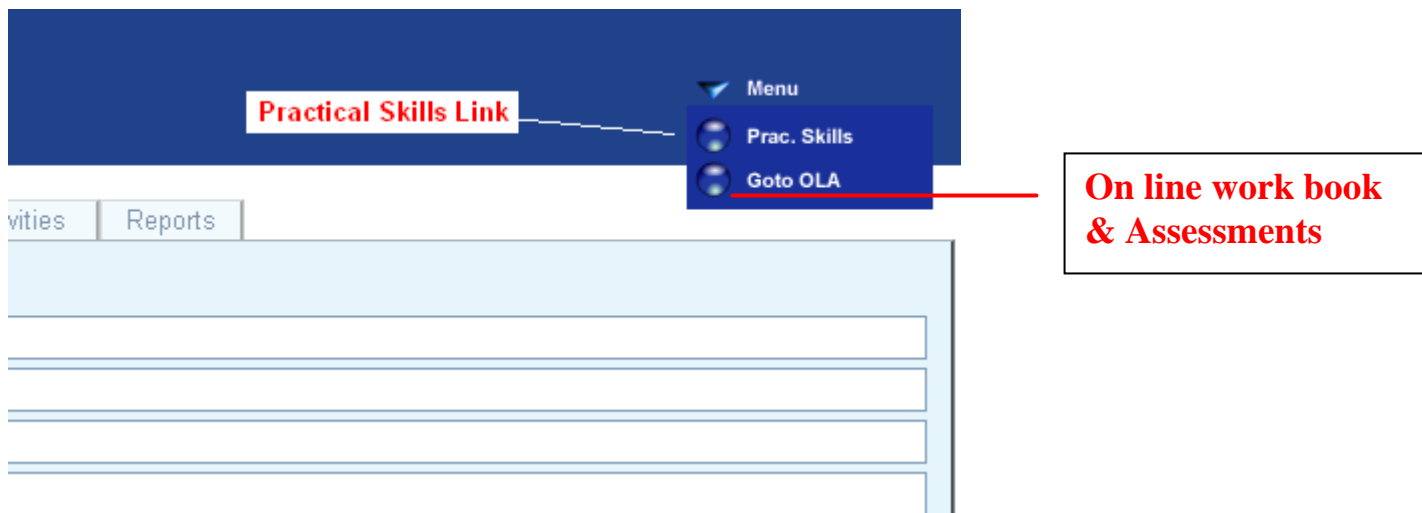 Menu
Practical Skills Link
Prac. Skills
Goto OLA
On line work book
& Assessments
vities
Reports